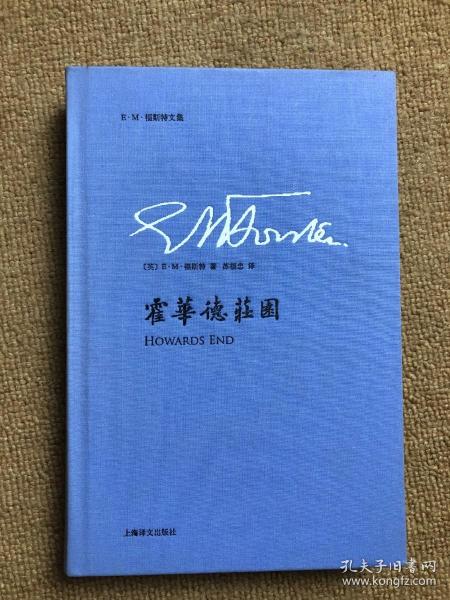 E·M·福斯特文集
E M Forster.
〔英〕E·M·福斯特 著 苏福忠 译
霍華德莊園
HOWARDS END
上海译文出版社
孔夫子旧书网
www.kongfz.com